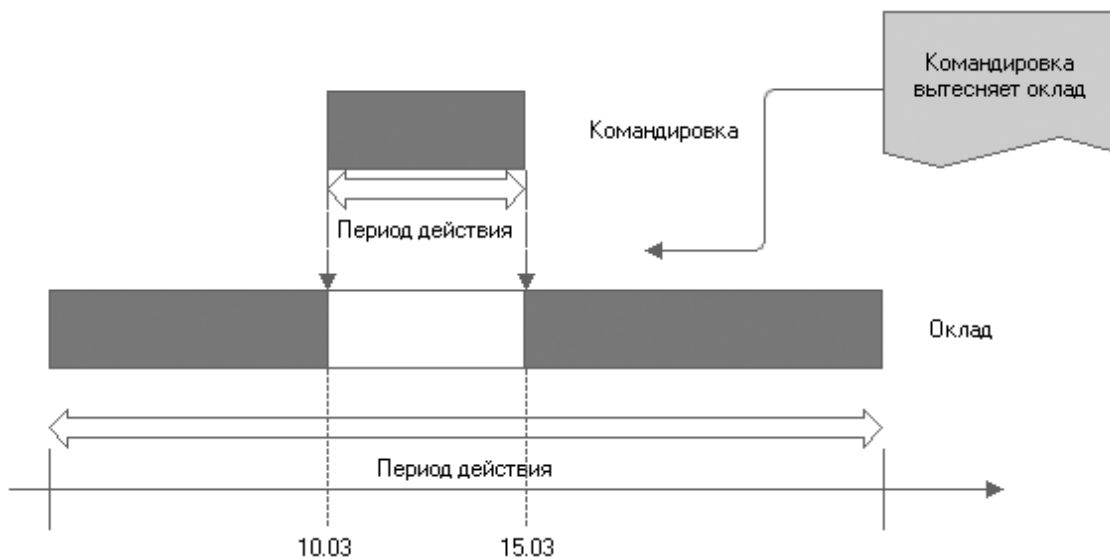 Командировка
вытесняет оклад
Командировка
Период действия
Оклад
Период действия
10.03
15.03